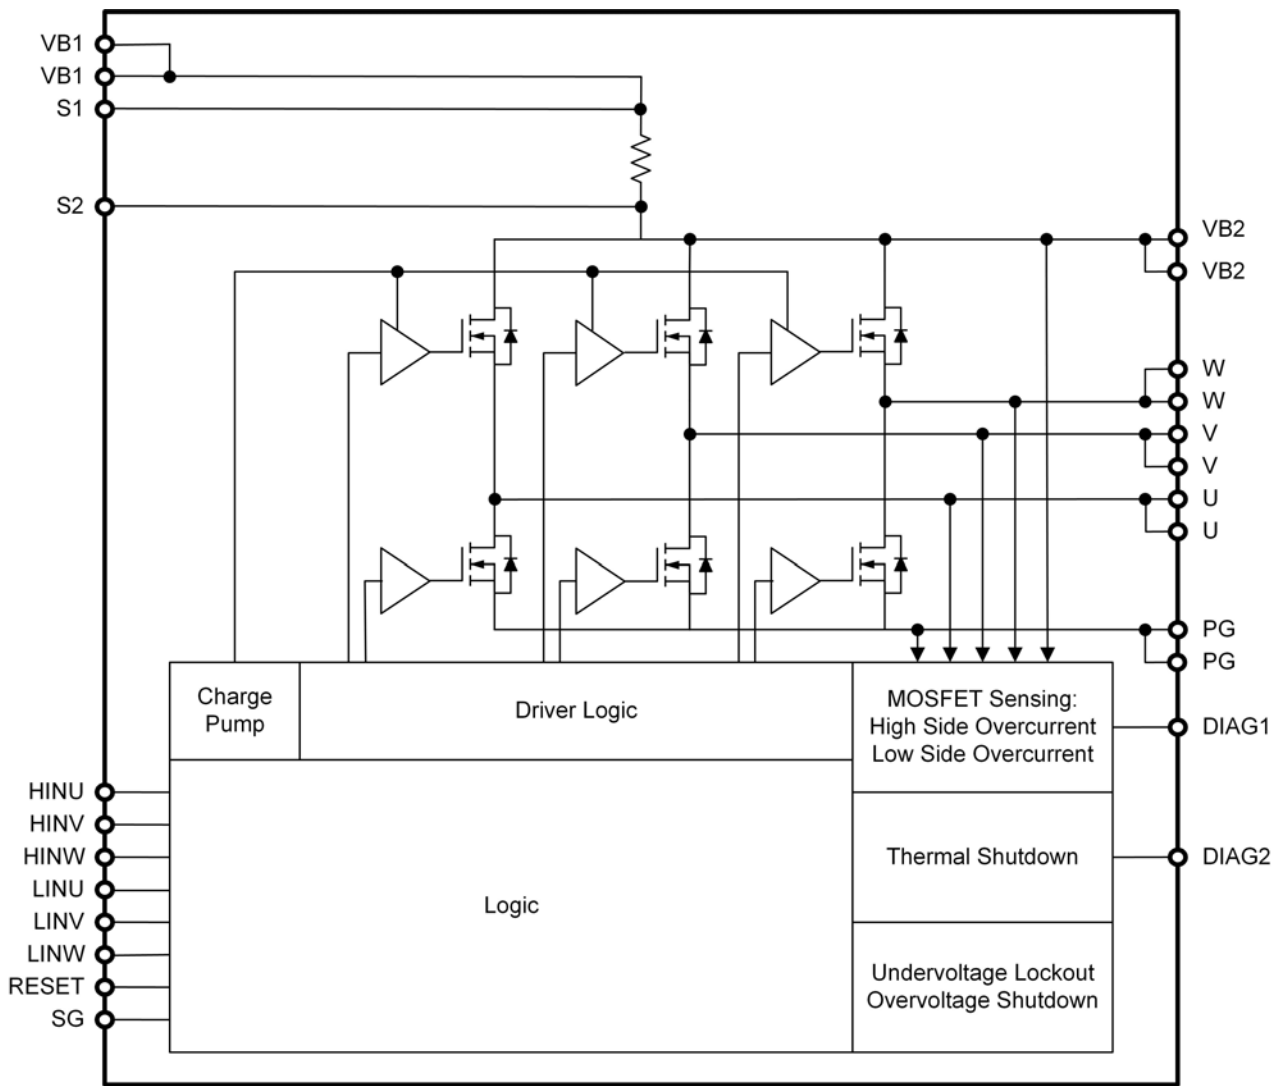 VB1
VB1
S1
S2
VB2
VB2
W
W
V
V
U
U
PG
PG
Charge
Pump
Driver Logic
MOSFET Sensing:
High Side Overcurrent
Low Side Overcurrent
DIAG1
HINU
HINV
HINW
LINU
LINV
LINW
RESET
SG
Logic
Thermal Shutdown
DIAG2
Undervoltage Lockout
Overvoltage Shutdown